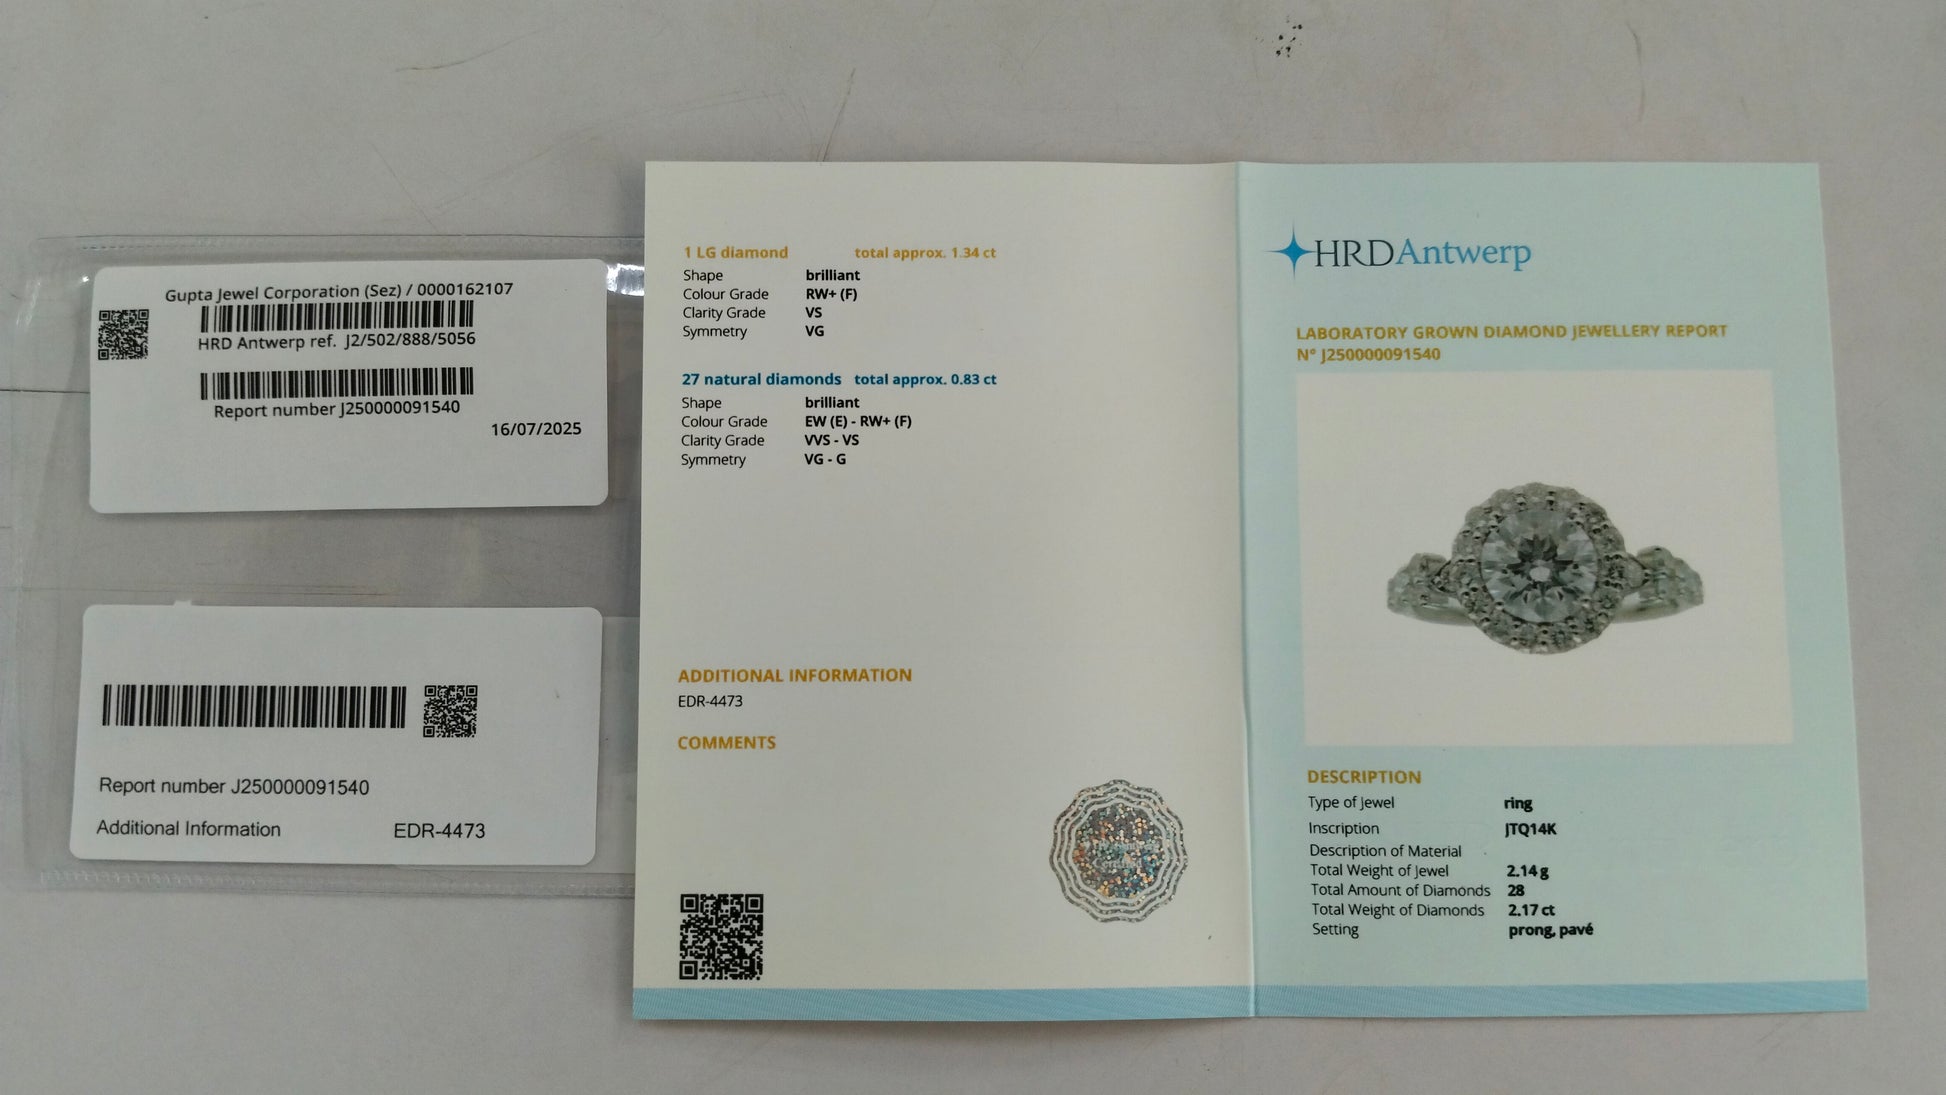 Gupta Jewel Corporation (Sez) / 0000162107
HRD Antwerp ref. J2/502/888/5056
Report number J250000091540
16/07/2025
Report number J250000091540
Additional Information EDR-4473
1 LG diamond total approx. 1.34 ct
Shape brilliant
Colour Grade RW+ (F)
Clarity Grade VS
Symmetry VG
27 natural diamonds total approx. 0.83 ct
Shape brilliant
Colour Grade EW (E) - RW+ (F)
Clarity Grade VVS - VS
Symmetry VG - G
ADDITIONAL INFORMATION
EDR-4473
COMMENTS
HRDAntwerp
LABORATORY GROWN DIAMOND JEWELLERY REPORT
N° J250000091540
DESCRIPTION
Type of Jewel ring
Inscription JTQ14K
Description of Material
Total Weight of Jewel 2.14 g
Total Amount of Diamonds 28
Total Weight of Diamonds 2.17 ct
Setting prong, pavé